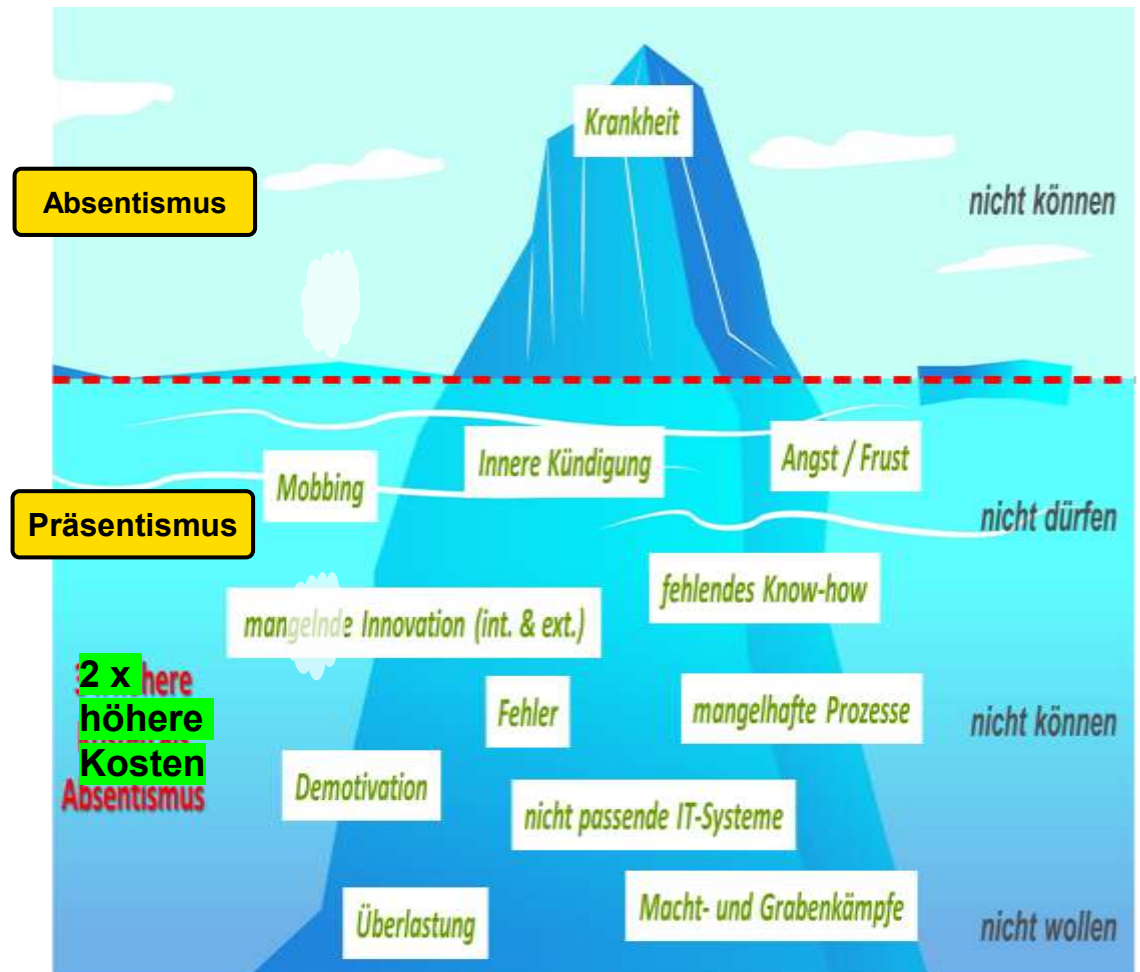 Krankheit
Absentismus
nicht können
Mobbing
Innere Kündigung
Angst / Frust
Präsentismus
nicht dürfen
fehlendes Know-how
mangelnde Innovation (int. & ext.)
2 x here
höhere
Kosten
Absentismus
Fehler
mangelhafte Prozesse
nicht können
Demotivation
nicht passende IT-Systeme
Überlastung
Macht- und Grabenkämpfe
nicht wollen